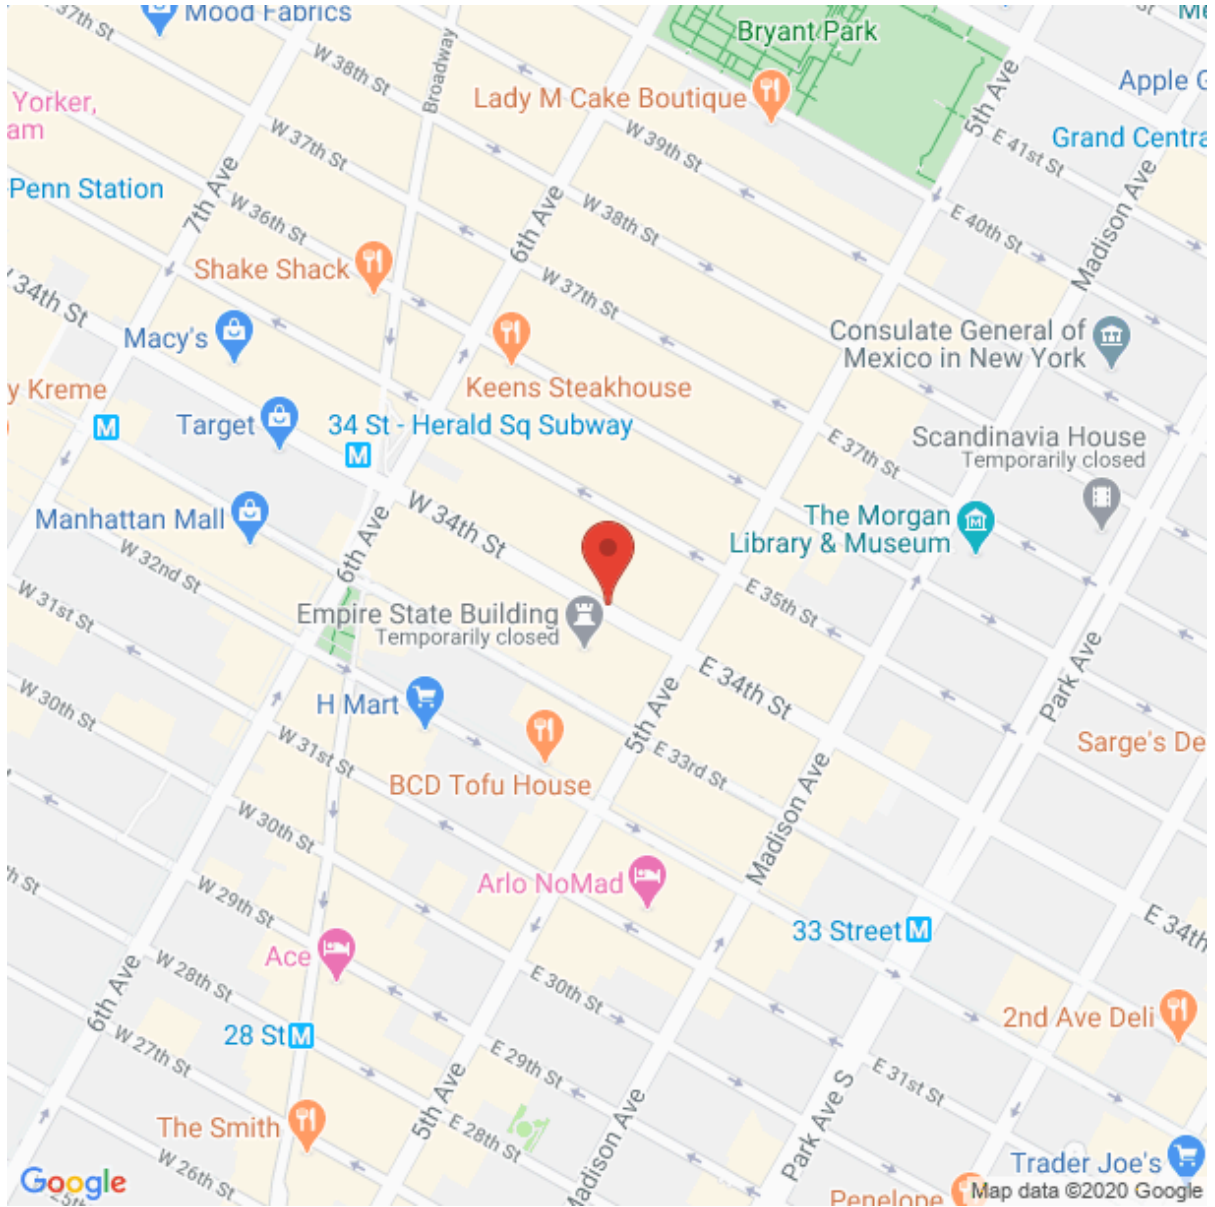 37th St
Mood Fabrics
Bryant Park
Me
W 38th St
Broadway
Lady M Cake Boutique
5th Ave
Apple G
Yorker,
am
W 37th St
W 39th St
E 41st St
Grand Centra
Penn Station
7th Ave
W 36th St
6th Ave
W 38th St
E 40th St
Madison Ave
Shake Shack
W 37th St
34th St
Macy's
Consulate General of
Mexico in New York
y Kreme
Keens Steakhouse
M
Target
34 St - Herald Sq Subway
M
E 37th St
Scandinavia House
Temporarily closed
Manhattan Mall
W 34th St
The Morgan
Library & Museum
M
W 32nd St
6th Ave
W 31st St
Empire State Building
Temporarily closed
E 35th St
Park Ave
W 30th St
H Mart
E 34th St
5th Ave
W 31st St
E 33rd St
Sarge's De
BCD Tofu House
Madison Ave
W 30th St
h St
W 29th St
Arlo NoMad
33 Street
M
E 34th
Ace
W 28th St
6th Ave
E 30th St
2nd Ave Deli
28 St
M
W 27th St
E 29th St
E 31st St
5th Ave
The Smith
E 28th St
Madison Ave
Park Ave S
W 26th St
Trader Joe's
Google
25th
Penelope
Map data ©2020 Google